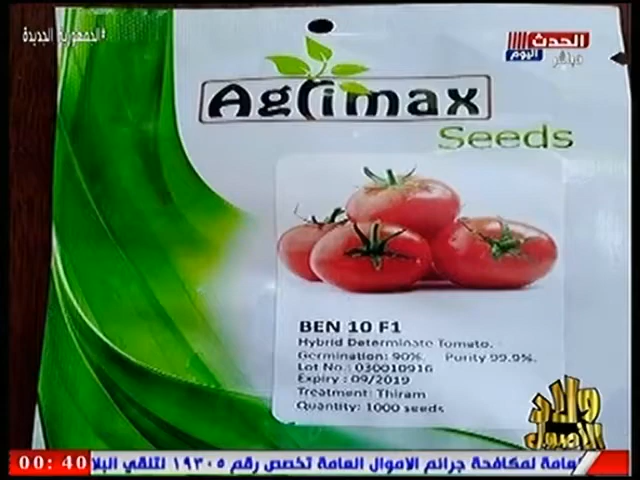 #الجمهورية الجديدة
الحدث
اليوم
مباشر
Agrimax
Seeds
BEN 10 F1
Hybrid Determinate Tomato.
Germination: 90%. Purity 99.9%.
Lot No.: 030010916
Expiry : 09/2019
Treatment: Thiram
Quantity: 1000 seeds
ولاد
الأصول
00:40
عامة لمكافحة جرائم الاموال العامة تخصص رقم ١٩٣٠٥ لتلقي البلا